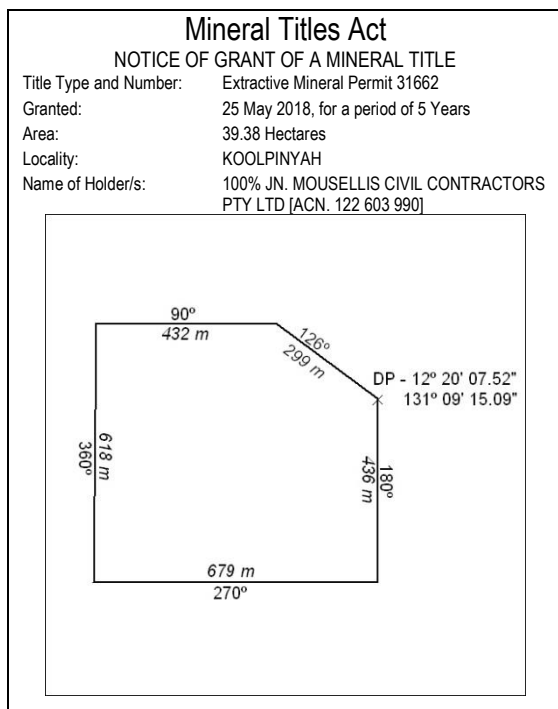 Mineral Titles Act
NOTICE OF GRANT OF A MINERAL TITLE
Title Type and Number: Extractive Mineral Permit 31662
Granted: 25 May 2018, for a period of 5 Years
Area: 39.38 Hectares
Locality: KOOLPINYAH
Name of Holder/s: 100% JN. MOUSELLIS CIVIL CONTRACTORS
PTY LTD [ACN. 122 603 990]
90º
432 m
126º
299 m
DP - 12º 20' 07.52"
131º 09' 15.09"
618 m
360º
180º
436 m
679 m
270º